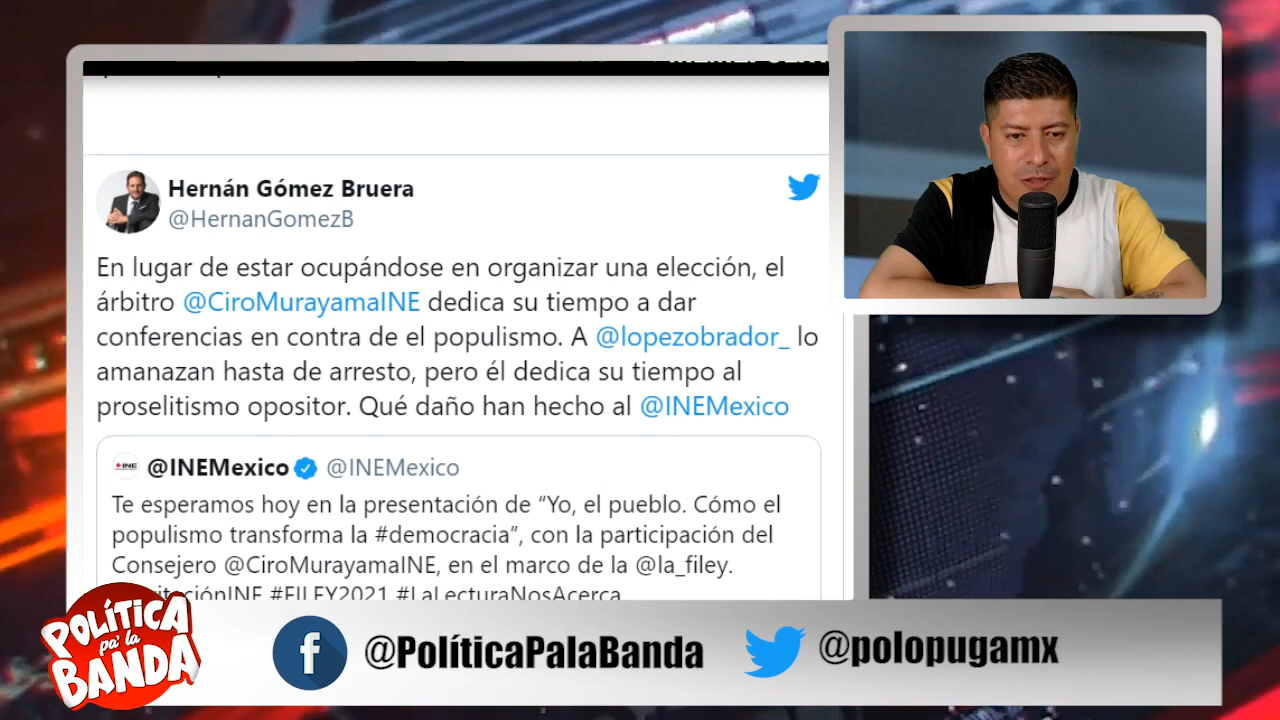 Hernán Gómez Bruera
@HernanGomezB
En lugar de estar ocupándose en organizar una elección, el
árbitro @CiroMurayamaINE dedica su tiempo a dar
conferencias en contra de el populismo. A @lopezobrador_ lo
amanazan hasta de arresto, pero él dedica su tiempo al
proselitismo opositor. Qué daño han hecho al @INEMexico
INE @INEMexico @INEMexico
Te esperamos hoy en la presentación de “Yo, el pueblo. Cómo el
populismo transforma la #democracia”, con la participación del
Consejero @CiroMurayamaINE, en el marco de la @la_filey.
#FILEY2021 #LaLecturaNosAcerca
POLÍTICA
pa' la
BANDA
f @PolíticaPalaBanda
@polopugamx